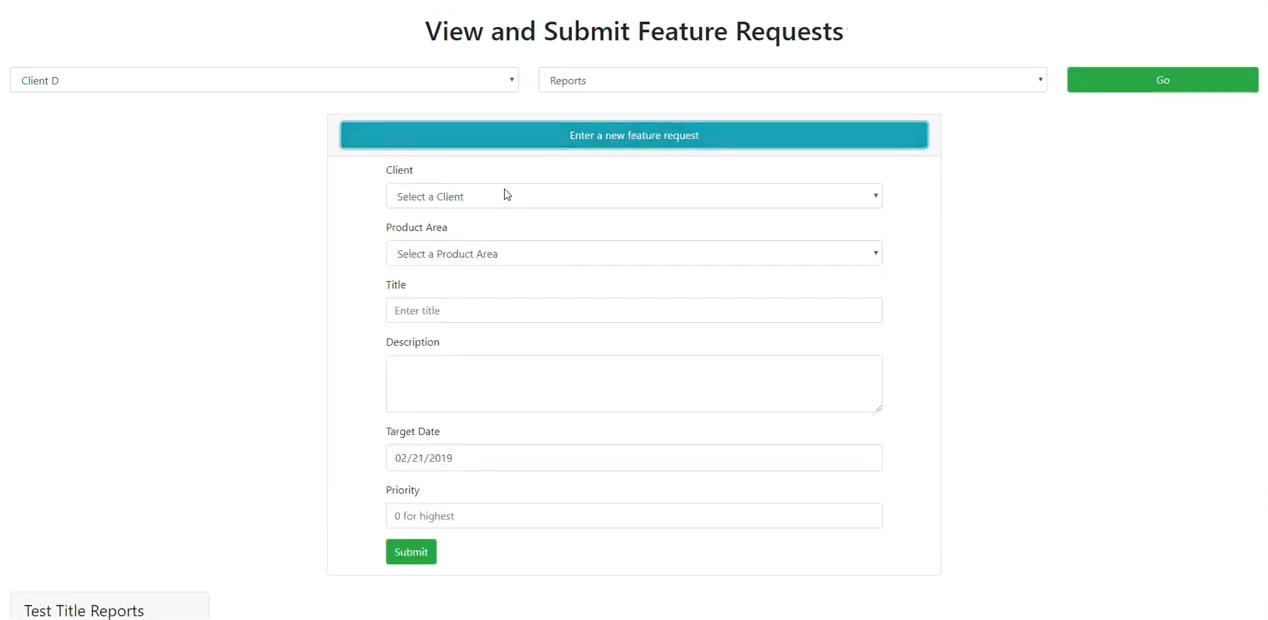 View and Submit Feature Requests
Client D
Reports
Go
Enter a new feature request
Client
Select a Client
Product Area
Select a Product Area
Title
Enter title
Description
Target Date
02/21/2019
Priority
0 for highest
Submit
Test Title Reports